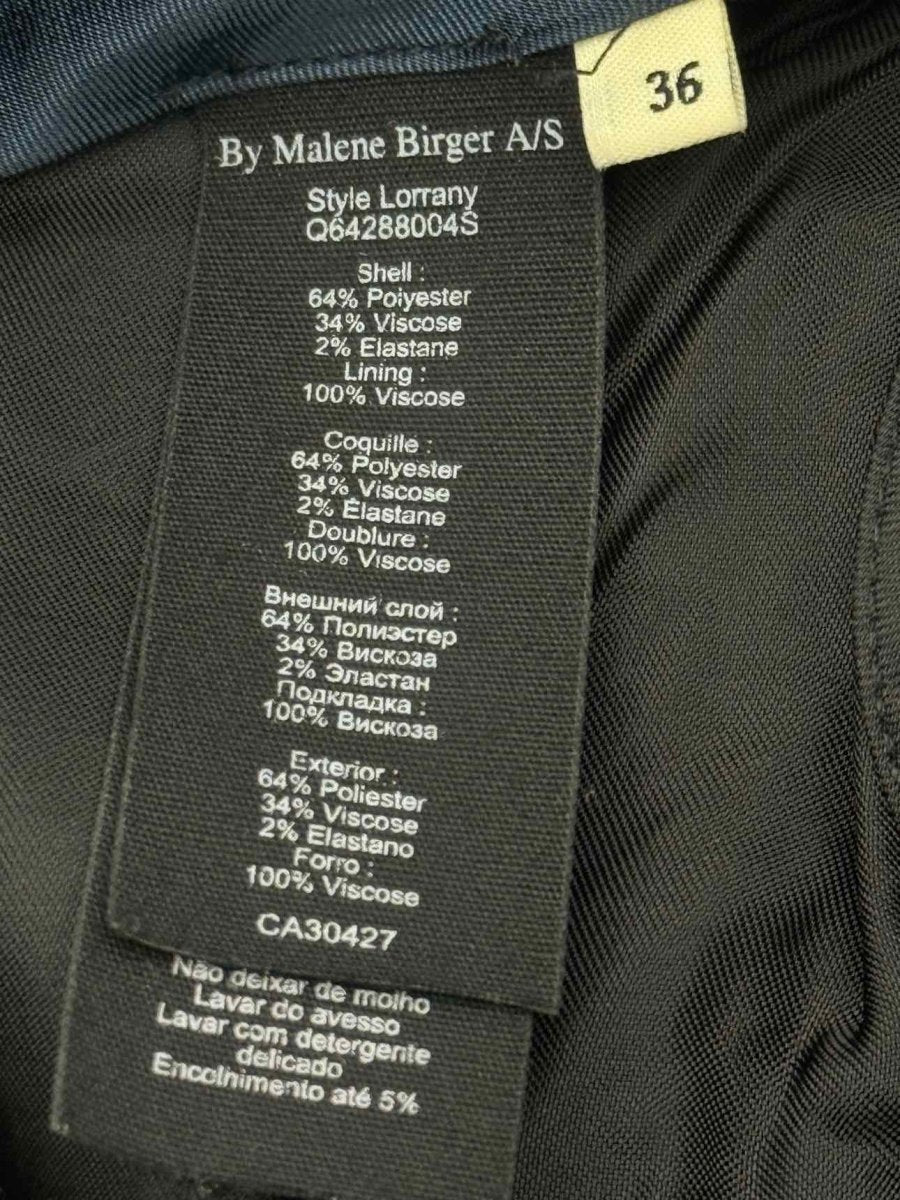 36
By Malene Birger A/S
Style Lorrany
Q64288004S
Shell :
64% Polyester
34% Viscose
2% Elastane
Lining :
100% Viscose
Coquille :
64% Polyester
34% Viscose
2% Élastane
Doublure :
100% Viscose
Внешний слой :
64% Полиэстер
34% Вискоза
2% Эластан
Подкладка :
100% Вискоза
Exterior :
64% Poliester
34% Viscose
2% Elastano
Forro :
100% Viscose
CA30427
Não deixar de molho
Lavar do avesso
Lavar com detergente
delicado
Encolhimento até 5%